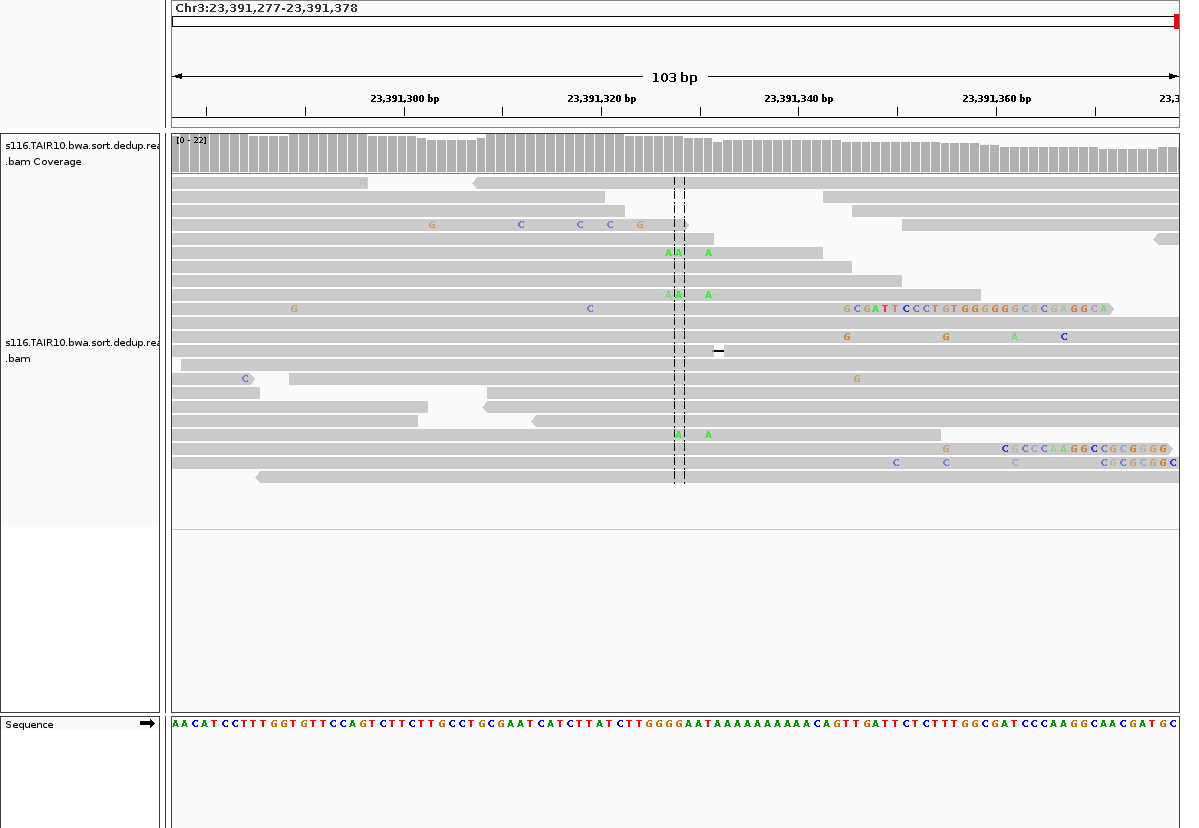 Chr3:23,391,277-23,391,378
103 bp
23,391,300 bp 23,391,320 bp 23,391,340 bp 23,391,360 bp 23,3
[0 - 22]
s116.TAIR10.bwa.sort.dedup.rea
.bam Coverage
N
G C C C G
A A A
A A A
G C G C G A T T C C C T G T G G G G G G C G C G A G G C A
G G A C
s116.TAIR10.bwa.sort.dedup.rea
.bam
C G
A A
G C G C C C A A G G C C G C G G G G
C C C C G C G C G G C
Sequence
A A C A T C C T T T G G T G T T C C A G T C T T C T T G C C T G C G A A T C A T C T T A T C T T G G G G A A T A A A A A A A A A A C A G T T G A T T C T C T T T G G C G A T C C C A A G G C A A C G A T G C